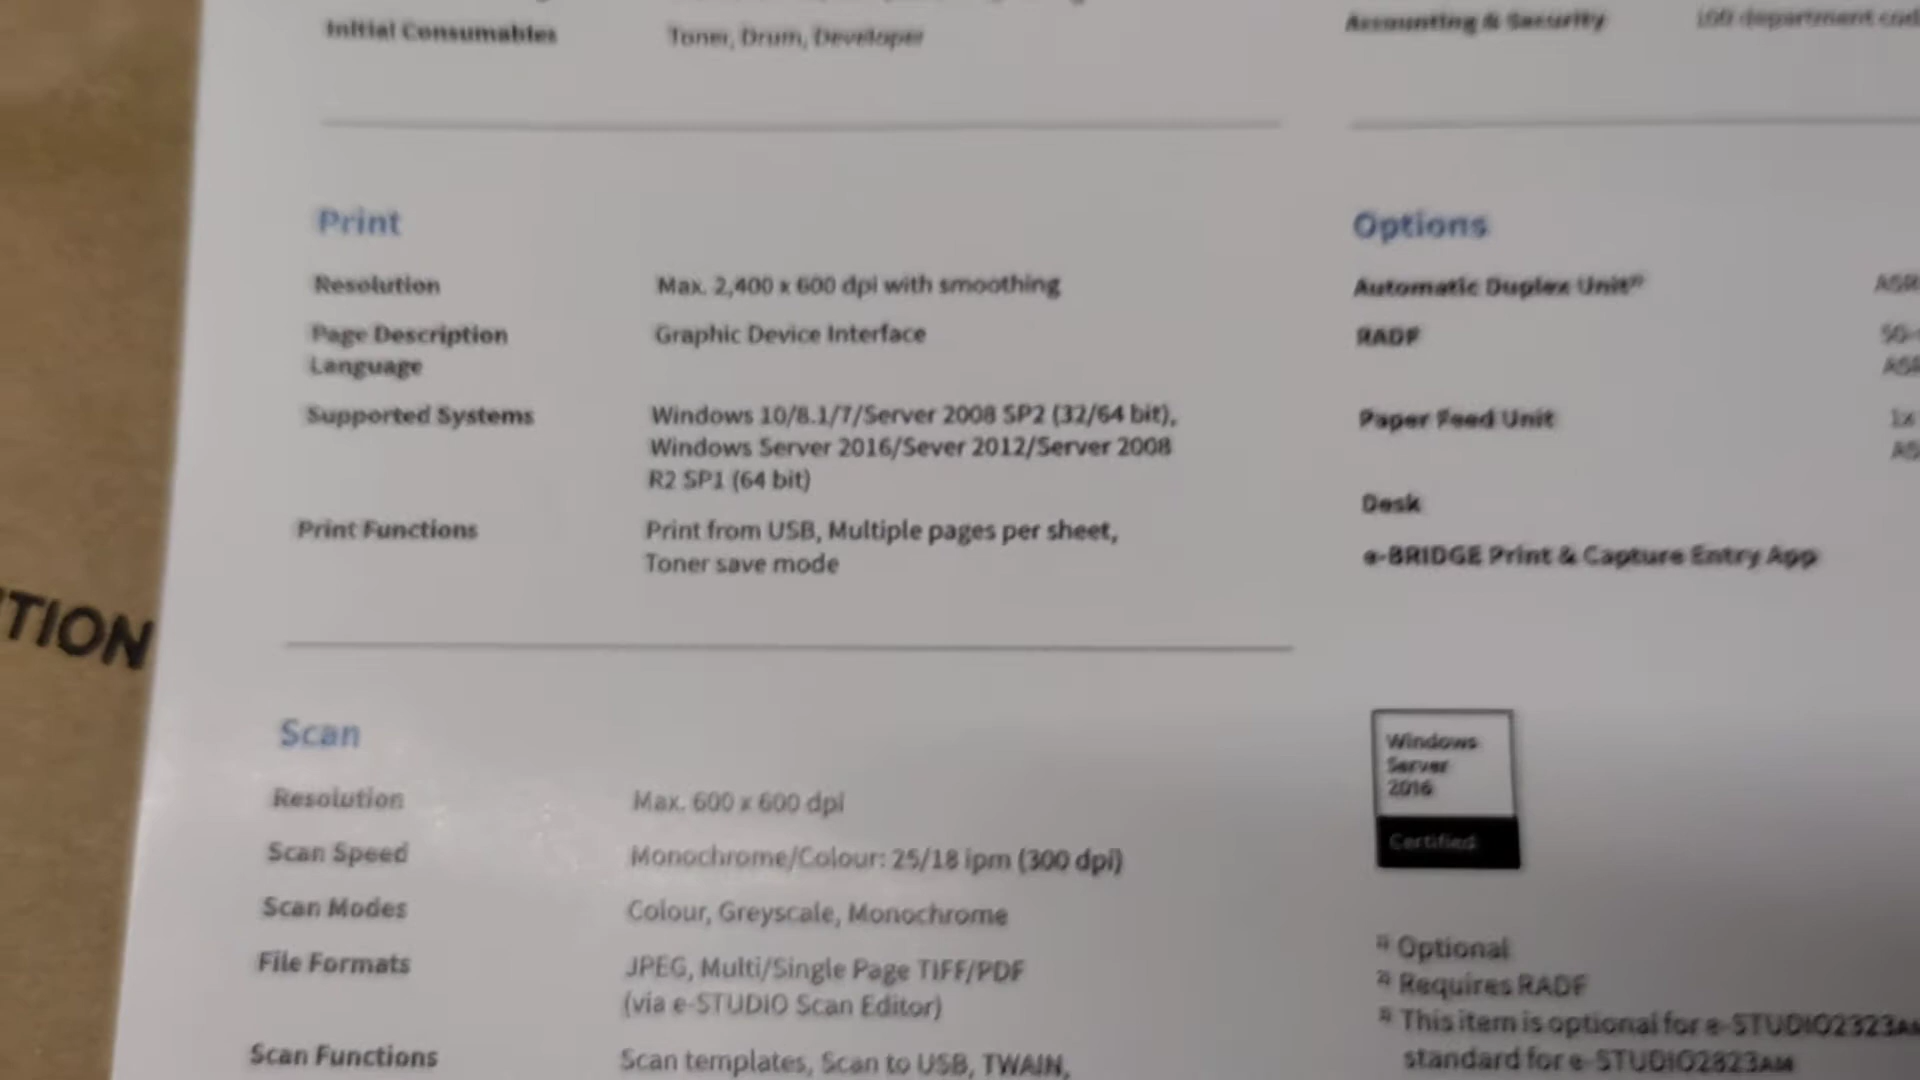 Initial Consumables Toner, Drum, Developer
Accounting & Security 100 department
Print
Resolution Max. 2,400 x 600 dpi with smoothing
Page Description Graphic Device Interface
Language
Supported Systems Windows 10/8.1/7/Server 2008 SP2 (32/64 bit),
Windows Server 2016/Sever 2012/Server 2008
R2 SP1 (64 bit)
Print Functions Print from USB, Multiple pages per sheet,
Toner save mode
Scan
Resolution Max. 600 x 600 dpi
Scan Speed Monochrome/Colour: 25/18 ipm (300 dpi)
Scan Modes Colour, Greyscale, Monochrome
File Formats JPEG, Multi/Single Page TIFF/PDF
(via e-STUDIO Scan Editor)
Scan Functions Scan templates, Scan to USB, TWAIN,
Options
Automatic Duplex Unit
RADF
Paper Feed Unit
Desk
e-BRIDGE Print & Capture Entry App
Windows
Server
2016
Certified
Optional
Requires RADF
This item is optional for e-STUDIO2323AM
standard for e-STUDIO2823AM
TION